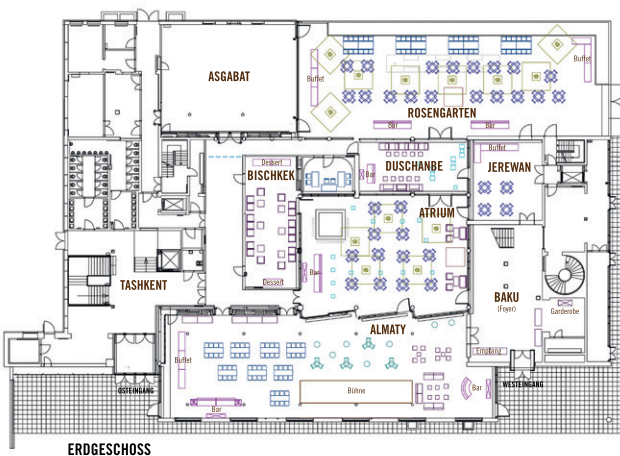 ASGABAT
Buffet
Buffet
ROSENGARTEN
Bar
Bar
Dessert
BISCHKEK
DUSCHANBE
Bar
Buffet
JEREWAN
ATRIUM
Bar
Dessert
TASHKENT
BAKU
(Foyer)
Garderobe
ALMATY
Buffet
Empfang
Bühne
Bar
Bar
OSTEINGANG
WESTEINGANG
ERDGESCHOSS